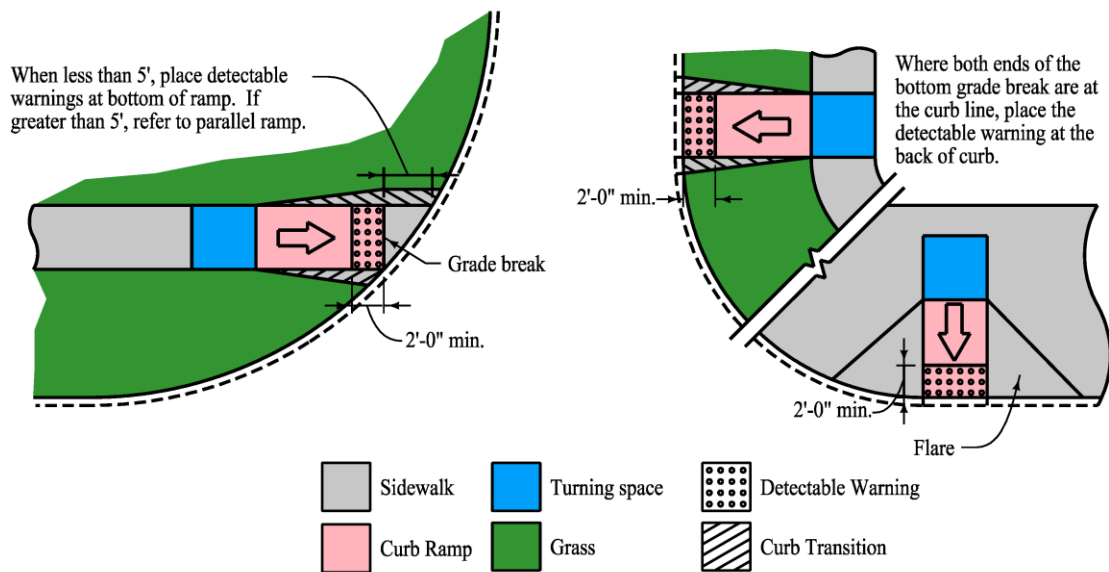 When less than 5', place detectable
warnings at bottom of ramp.  If
greater than 5', refer to parallel ramp.
Grade break
2'-0" min.
Where both ends of the
bottom grade break are at
the curb line, place the
detectable warning at the
back of curb.
2'-0" min.
2'-0" min.
Flare
Sidewalk
Turning space
Detectable Warning
Curb Ramp
Grass
Curb Transition